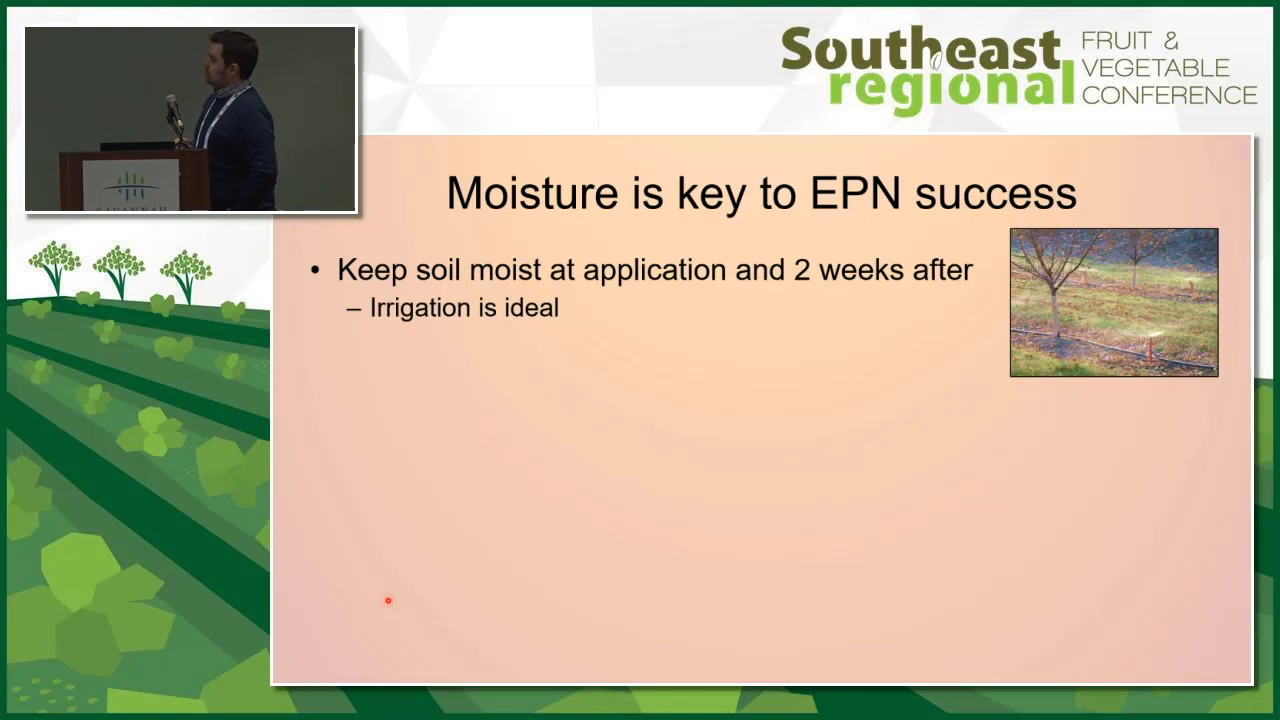 Southeast
regional
FRUIT &
VEGETABLE
CONFERENCE
SAVANNAH
Moisture is key to EPN success
• Keep soil moist at application and 2 weeks after
– Irrigation is ideal